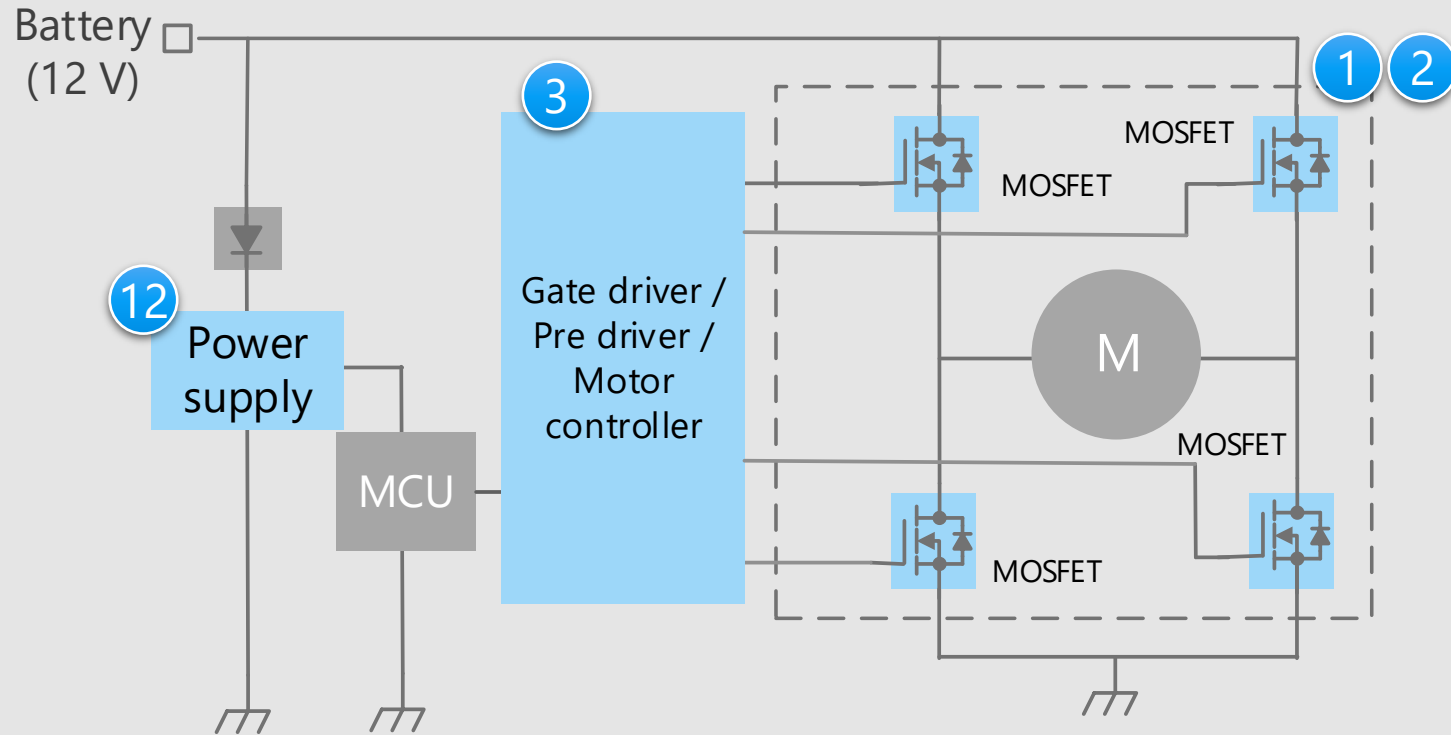 Battery
(12 V)
1
2
3
MOSFET
MOSFET
12
Power
supply
Gate driver /
Pre driver /
Motor
controller
M
MCU
MOSFET
MOSFET